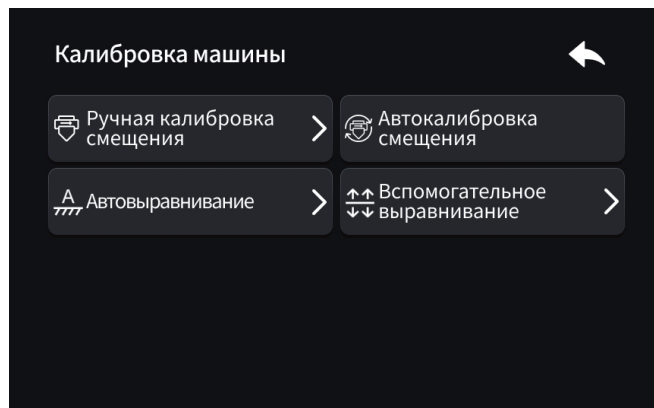 Калибровка машины
Ручная калибровка
смещения
Автокалибровка
смещения
A
Автовыравнивание
Вспомогательное
выравнивание